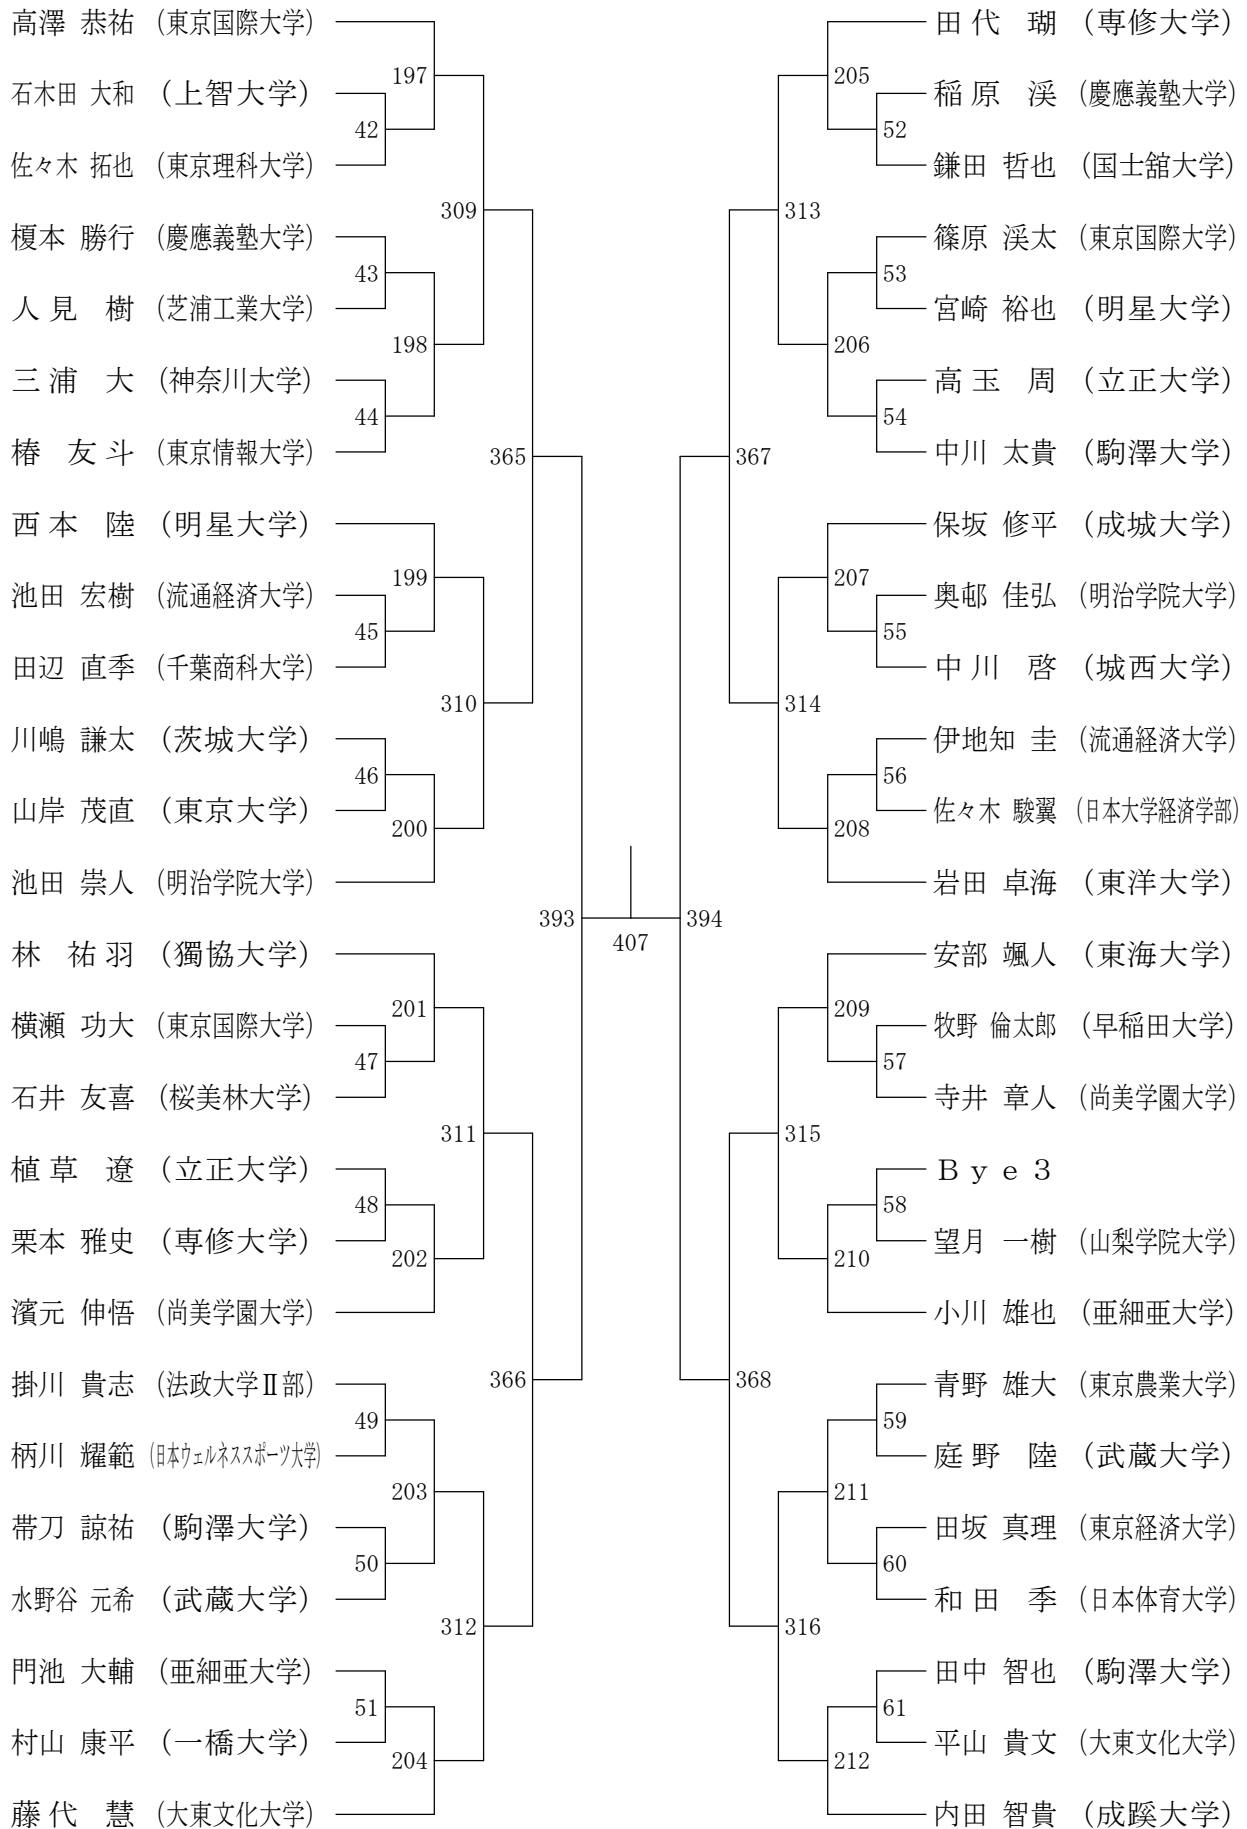 高澤 恭祐 (東京国際大学)
197
石木田 大和 (上智大学)
42
佐々木 拓也 (東京理科大学)
309
榎本 勝行 (慶應義塾大学)
43
人見 樹 (芝浦工業大学)
198
三浦 大 (神奈川大学)
44
椿 友斗 (東京情報大学)
365
西本 陸 (明星大学)
199
池田 宏樹 (流通経済大学)
45
田辺 直季 (千葉商科大学)
310
川嶋 謙太 (茨城大学)
46
山岸 茂直 (東京大学)
200
池田 崇人 (明治学院大学)
393
林 祐羽 (獨協大学)
201
横瀬 功大 (東京国際大学)
47
石井 友喜 (桜美林大学)
311
植草 遼 (立正大学)
48
栗本 雅史 (専修大学)
202
濱元 伸悟 (尚美学園大学)
366
掛川 貴志 (法政大学Ⅱ部)
49
柄川 耀範 (日本ウェルネススポーツ大学)
203
帯刀 諒祐 (駒澤大学)
50
水野谷 元希 (武蔵大学)
312
門池 大輔 (亜細亜大学)
51
村山 康平 (一橋大学)
204
藤代 慧 (大東文化大学)
407
田代 瑚 (専修大学)
205
稲原 渓 (慶應義塾大学)
52
鎌田 哲也 (国士舘大学)
313
篠原 渓太 (東京国際大学)
53
宮崎 裕也 (明星大学)
206
高玉 周 (立正大学)
54
中川 太貴 (駒澤大学)
367
保坂 修平 (成城大学)
207
奥邨 佳弘 (明治学院大学)
55
中川 啓 (城西大学)
314
伊地知 圭 (流通経済大学)
56
佐々木 駿翼 (日本大学経済学部)
208
岩田 卓海 (東洋大学)
394
安部 颯人 (東海大学)
209
牧野 倫太郎 (早稲田大学)
57
寺井 章人 (尚美学園大学)
315
Bye3
58
望月 一樹 (山梨学院大学)
210
小川 雄也 (亜細亜大学)
368
青野 雄大 (東京農業大学)
59
庭野 陸 (武蔵大学)
211
田坂 真理 (東京経済大学)
60
和田 季 (日本体育大学)
316
田中 智也 (駒澤大学)
61
平山 貴文 (大東文化大学)
212
内田 智貴 (成蹊大学)